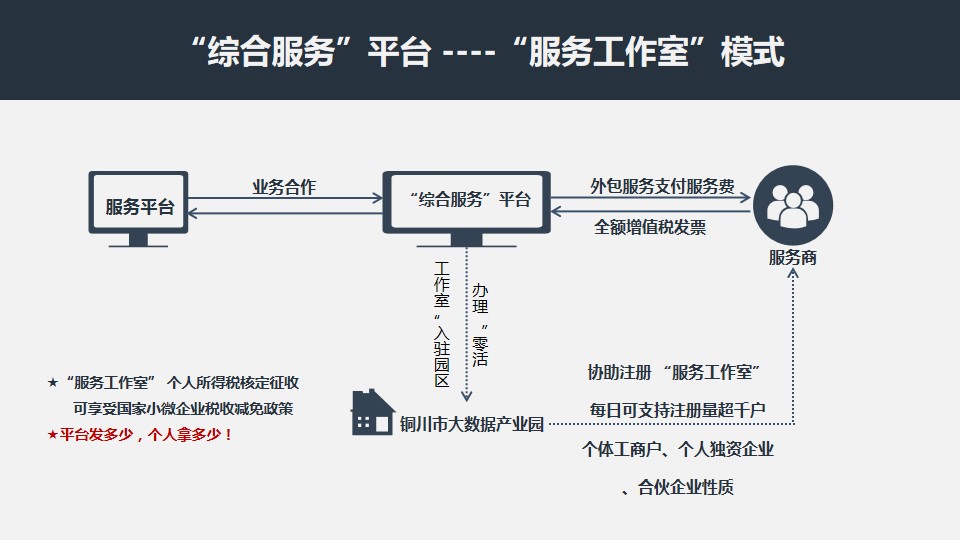 “综合服务”平台 ----“服务工作室”模式
服务平台
业务合作
“综合服务”平台
外包服务支付服务费
全额增值税发票
服务商
工作室“入驻园区
办理“零活
★“服务工作室” 个人所得税核定征收
可享受国家小微企业税收减免政策
★平台发多少，个人拿多少！
铜川市大数据产业园
协助注册 “服务工作室”
每日可支持注册量超千户
个体工商户、个人独资企业
、合伙企业性质